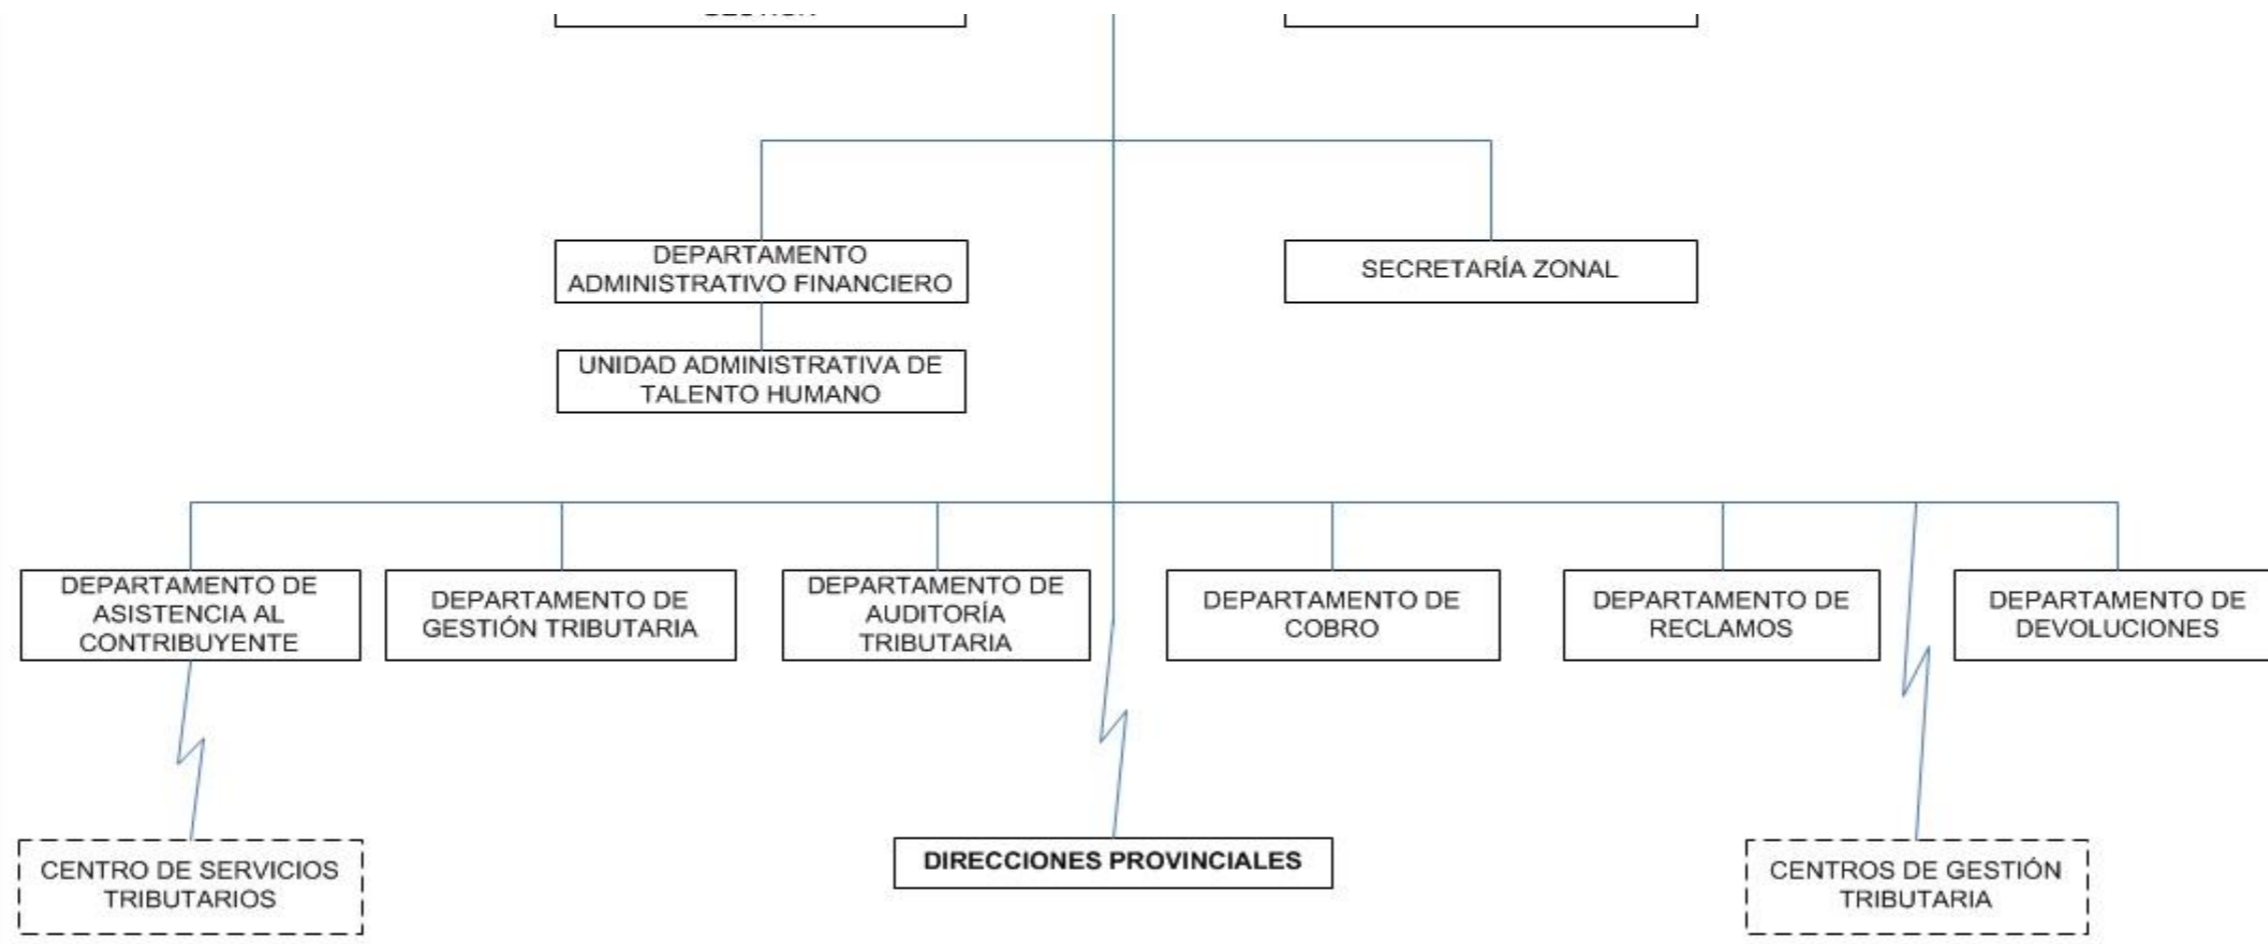 DEPARTAMENTO
ADMINISTRATIVO FINANCIERO
SECRETARÍA ZONAL
UNIDAD ADMINISTRATIVA DE
TALENTO HUMANO
DEPARTAMENTO DE
ASISTENCIA AL
CONTRIBUYENTE
DEPARTAMENTO DE
GESTIÓN TRIBUTARIA
DEPARTAMENTO DE
AUDITORÍA
TRIBUTARIA
DEPARTAMENTO DE
COBRO
DEPARTAMENTO DE
RECLAMOS
DEPARTAMENTO DE
DEVOLUCIONES
CENTRO DE SERVICIOS
TRIBUTARIOS
DIRECCIONES PROVINCIALES
CENTROS DE GESTIÓN
TRIBUTARIA